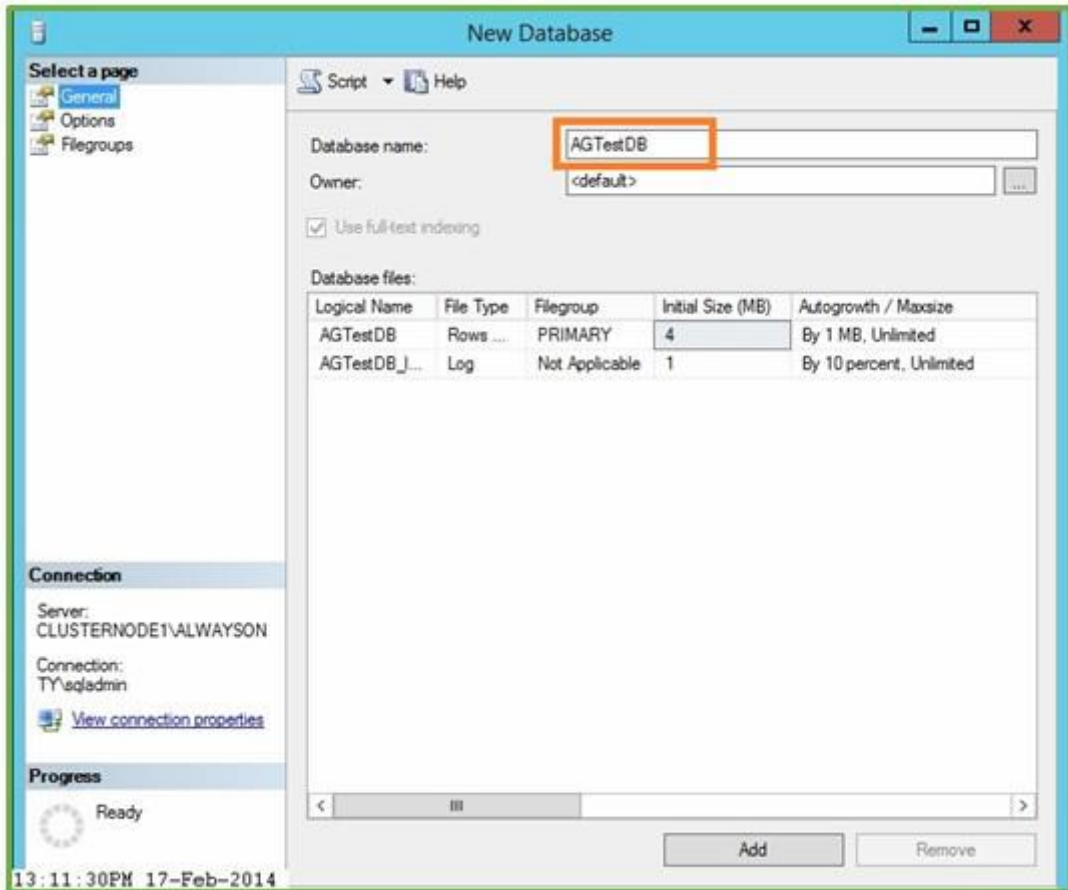 New Database
Select a page
General
Options
Filegroups
Script Help
Database name: AGTestDB
Owner: <default> ...
Use full-text indexing
Database files:
Logical Name File Type Filegroup Initial Size (MB) Autogrowth / Maxsize
AGTestDB Rows ... PRIMARY 4 By 1 MB, Unlimited
AGTestDB_l... Log Not Applicable 1 By 10 percent, Unlimited
Connection
Server:
CLUSTERNODE1\ALWAYSON
Connection:
TY\sqladmin
View connection properties
Progress
Ready
Add Remove
13:11:30PM 17-Feb-2014